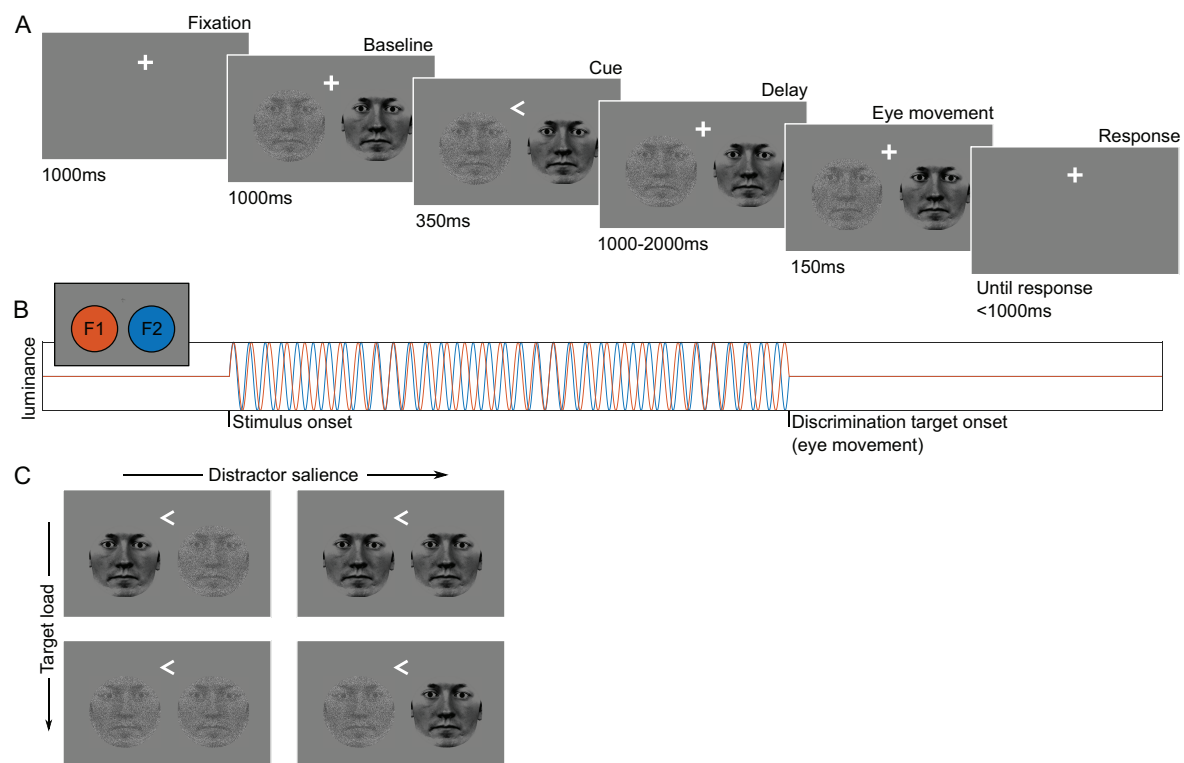 A
Fixation
Baseline
Cue
Delay
Eye movement
Response
1000ms
1000ms
350ms
1000-2000ms
150ms
Until response
<1000ms
B
F1 F2
luminance
Stimulus onset
Discrimination target onset
(eye movement)
C
Distractor salience
Target load